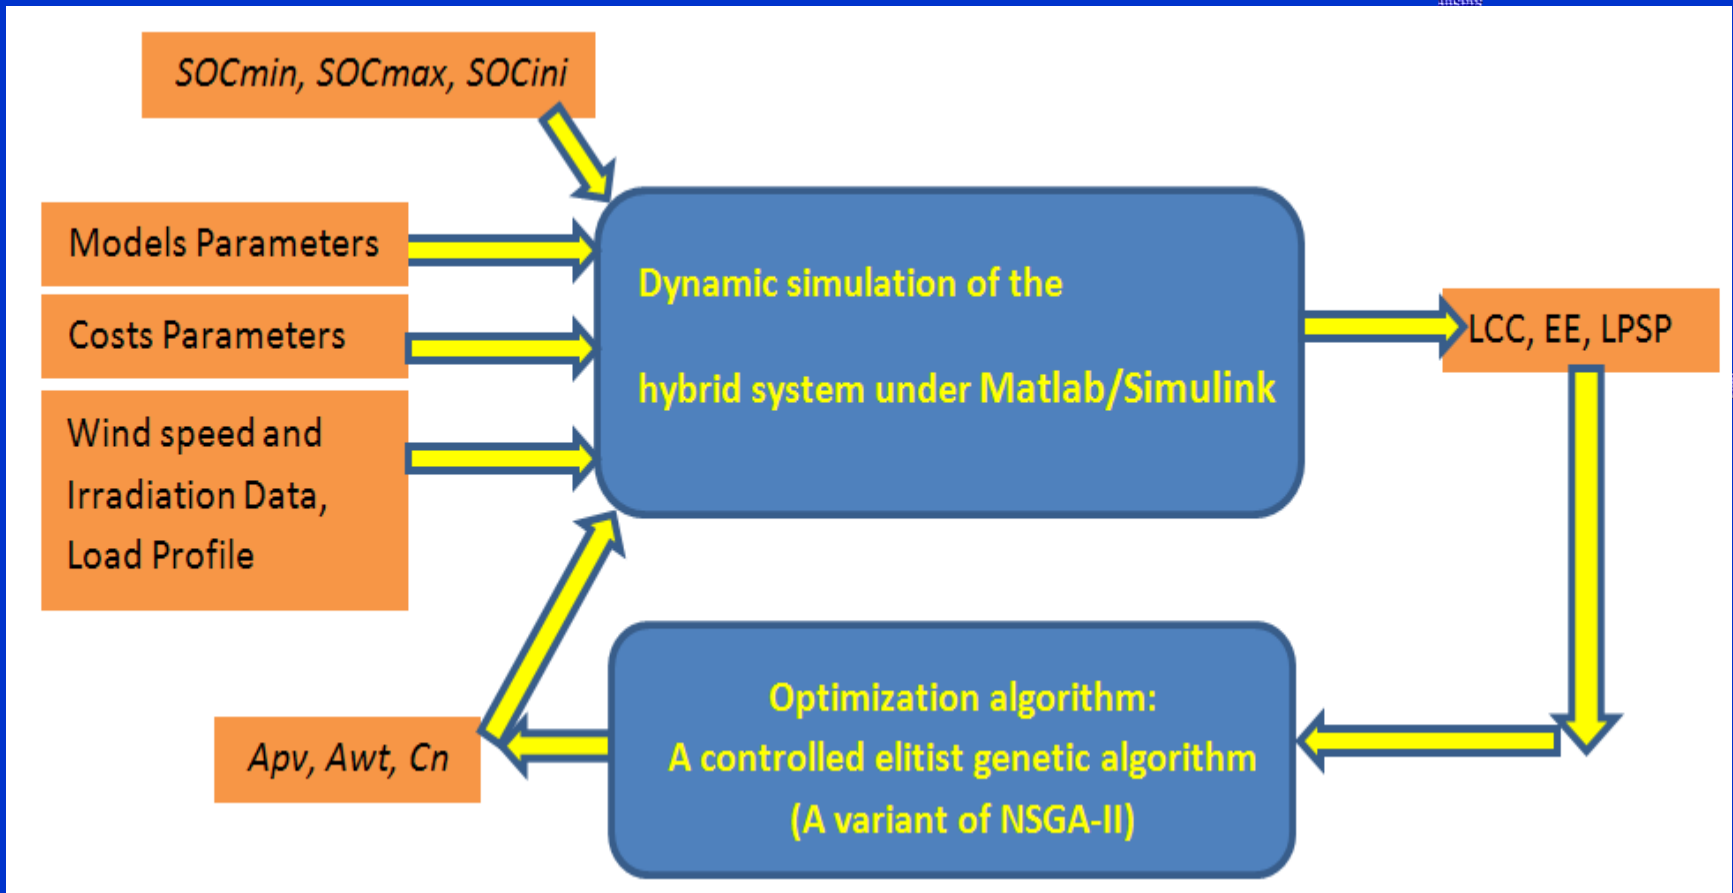 SOCmin, SOCmax, SOCini
Models Parameters
Costs Parameters
Wind speed and
Irradiation Data,
Load Profile
Dynamic simulation of the
hybrid system under Matlab/Simulink
LCC, EE, LPSP
Apv, Awt, Cn
Optimization algorithm:
A controlled elitist genetic algorithm
(A variant of NSGA-II)